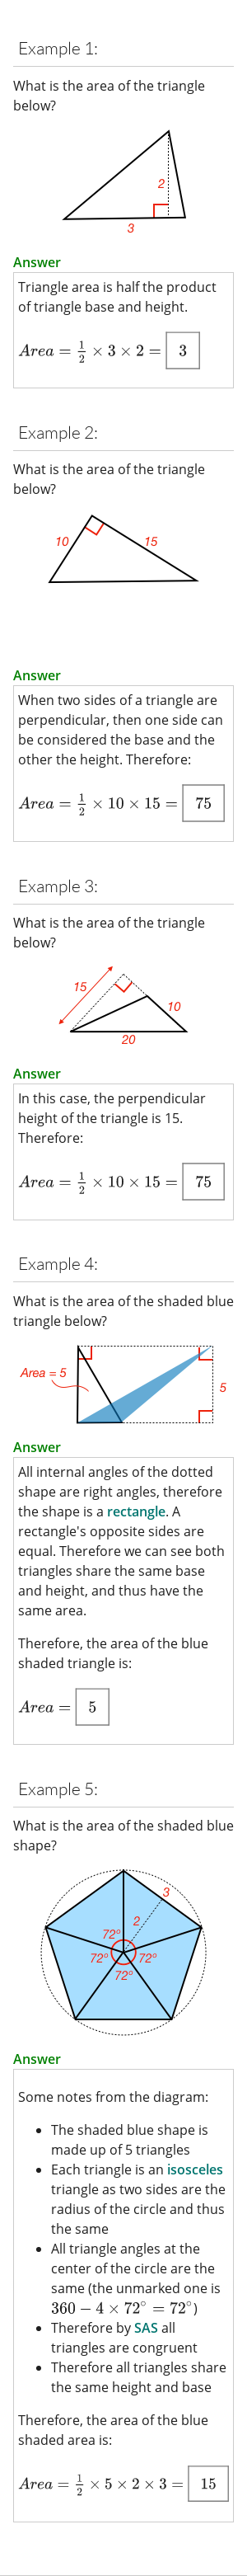 Example 1:
What is the area of the triangle
below?
2
3
Answer
Triangle area is half the product
of triangle base and height.
Area = 1/2 × 3 × 2 = 3
Example 2:
What is the area of the triangle
below?
10
15
Answer
When two sides of a triangle are
perpendicular, then one side can
be considered the base and the
other the height. Therefore:
Area = 1/2 × 10 × 15 = 75
Example 3:
What is the area of the triangle
below?
15
10
20
Answer
In this case, the perpendicular
height of the triangle is 15.
Therefore:
Area = 1/2 × 10 × 15 = 75
Example 4:
What is the area of the shaded blue
triangle below?
Area = 5
5
Answer
All internal angles of the dotted
shape are right angles, therefore
the shape is a rectangle. A
rectangle's opposite sides are
equal. Therefore we can see both
triangles share the same base
and height, and thus have the
same area.
Therefore, the area of the blue
shaded triangle is:
Area = 5
Example 5:
What is the area of the shaded blue
shape?
3
2
72º
72º
72º
72º
Answer
Some notes from the diagram:
• The shaded blue shape is
made up of 5 triangles
• Each triangle is an isosceles
triangle as two sides are the
radius of the circle and thus
the same
• All triangle angles at the
center of the circle are the
same (the unmarked one is
360 − 4 × 72° = 72°)
• Therefore by SAS all
triangles are congruent
• Therefore all triangles share
the same height and base
Therefore, the area of the blue
shaded area is:
Area = 1/2 × 5 × 2 × 3 = 15